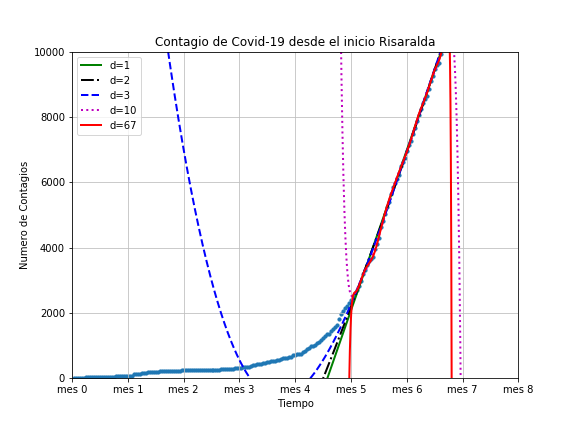 Contagio de Covid-19 desde el inicio Risaralda
Numero de Contagios
10000
8000
6000
4000
2000
0
d=1
d=2
d=3
d=10
d=67
mes 0 mes 1 mes 2 mes 3 mes 4 mes 5 mes 6 mes 7 mes 8
Tiempo